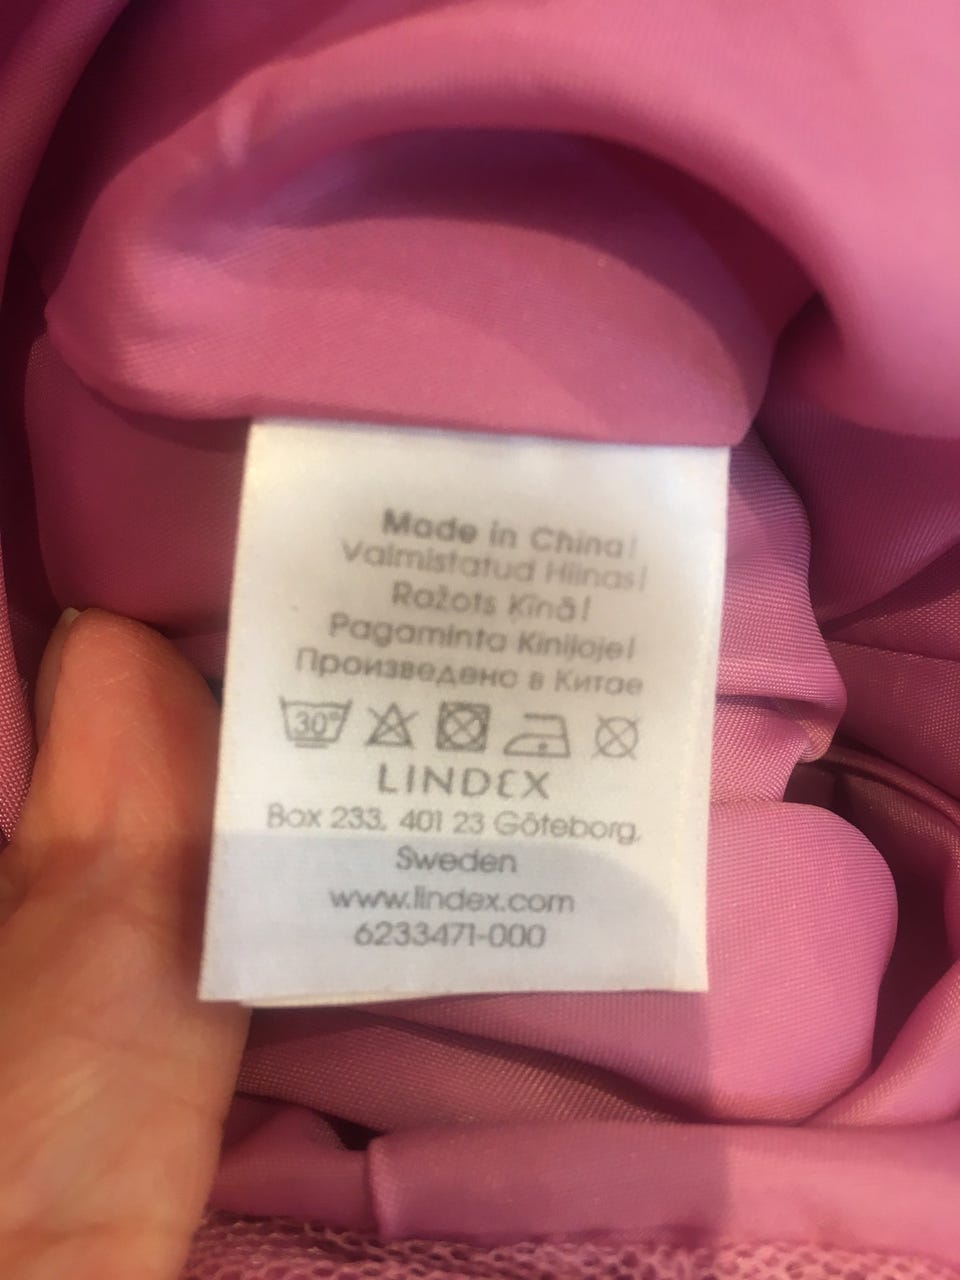 Made in China!
Valmistatud Hiinas!
Ražots Ķīnā!
Pagaminta Kinijoje!
Произведено в Китае
30°
LINDEX
Box 233, 401 23 Göteborg,
Sweden
www.lindex.com
6233471-000